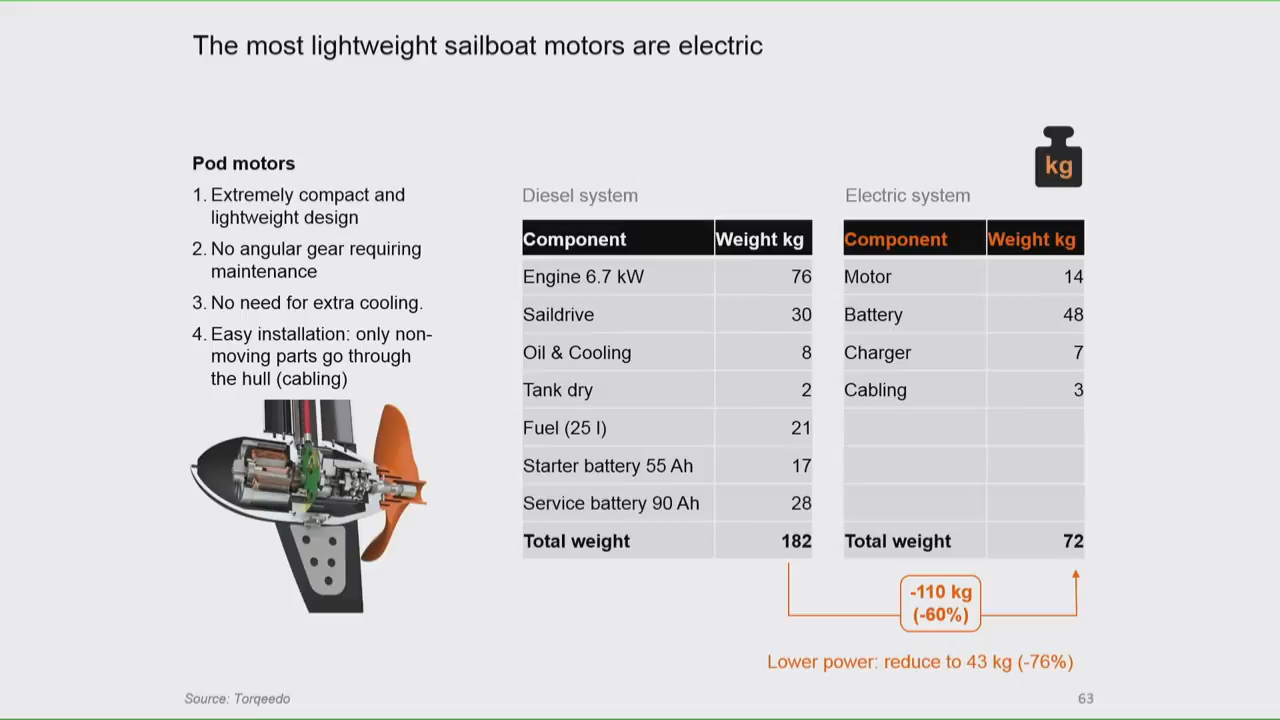 The most lightweight sailboat motors are electric
kg
Pod motors
1. Extremely compact and
lightweight design
2. No angular gear requiring
maintenance
3. No need for extra cooling.
4. Easy installation: only non-
moving parts go through
the hull (cabling)
Diesel system
Component Weight kg
Engine 6.7 kW 76
Saildrive 30
Oil & Cooling 8
Tank dry 2
Fuel (25 l) 21
Starter battery 55 Ah 17
Service battery 90 Ah 28
Total weight 182
Electric system
Component Weight kg
Motor 14
Battery 48
Charger 7
Cabling 3
Total weight 72
-110 kg
(-60%)
Lower power: reduce to 43 kg (-76%)
Source: Torqeedo
63